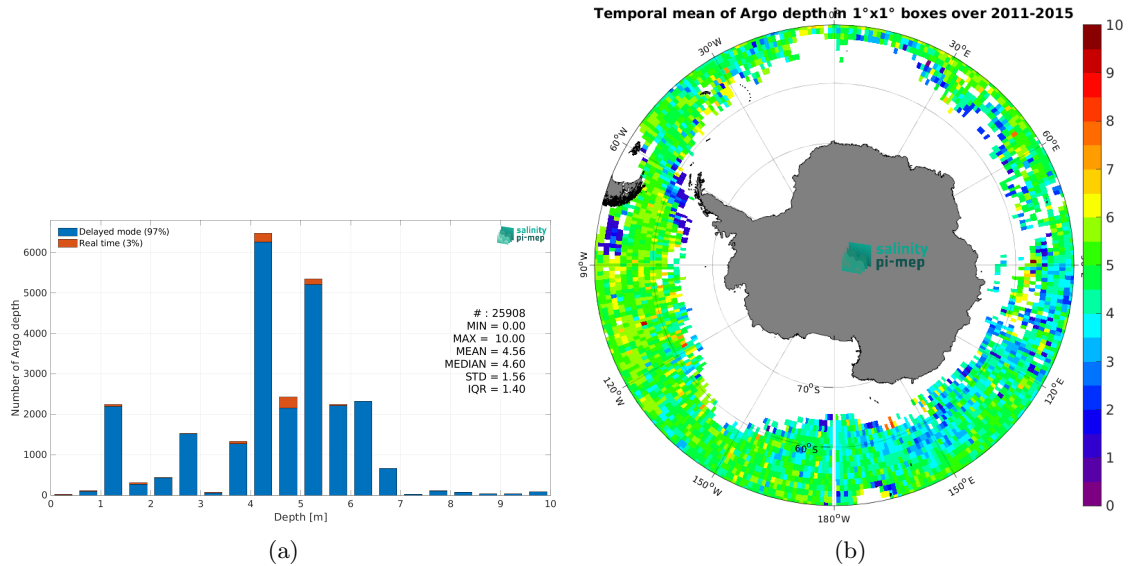 Delayed mode (97%)
Real time (3%)
salinity
pi-mep
# : 25908
MIN = 0.00
MAX = 10.00
MEAN = 4.56
MEDIAN = 4.60
STD = 1.56
IQR = 1.40
Number of Argo depth
6000
5000
4000
3000
2000
1000
0
0 1 2 3 4 5 6 7 8 9 10
Depth [m]
(a)
Temporal mean of Argo depth in 1°x1° boxes over 2011-2015
30°W
30°E
60°W
60°E
90°W
salinity
pi-mep
120°W
120°E
70°S
60°S
150°W
150°E
180°W
10
9
8
7
6
5
4
3
2
1
0
(b)